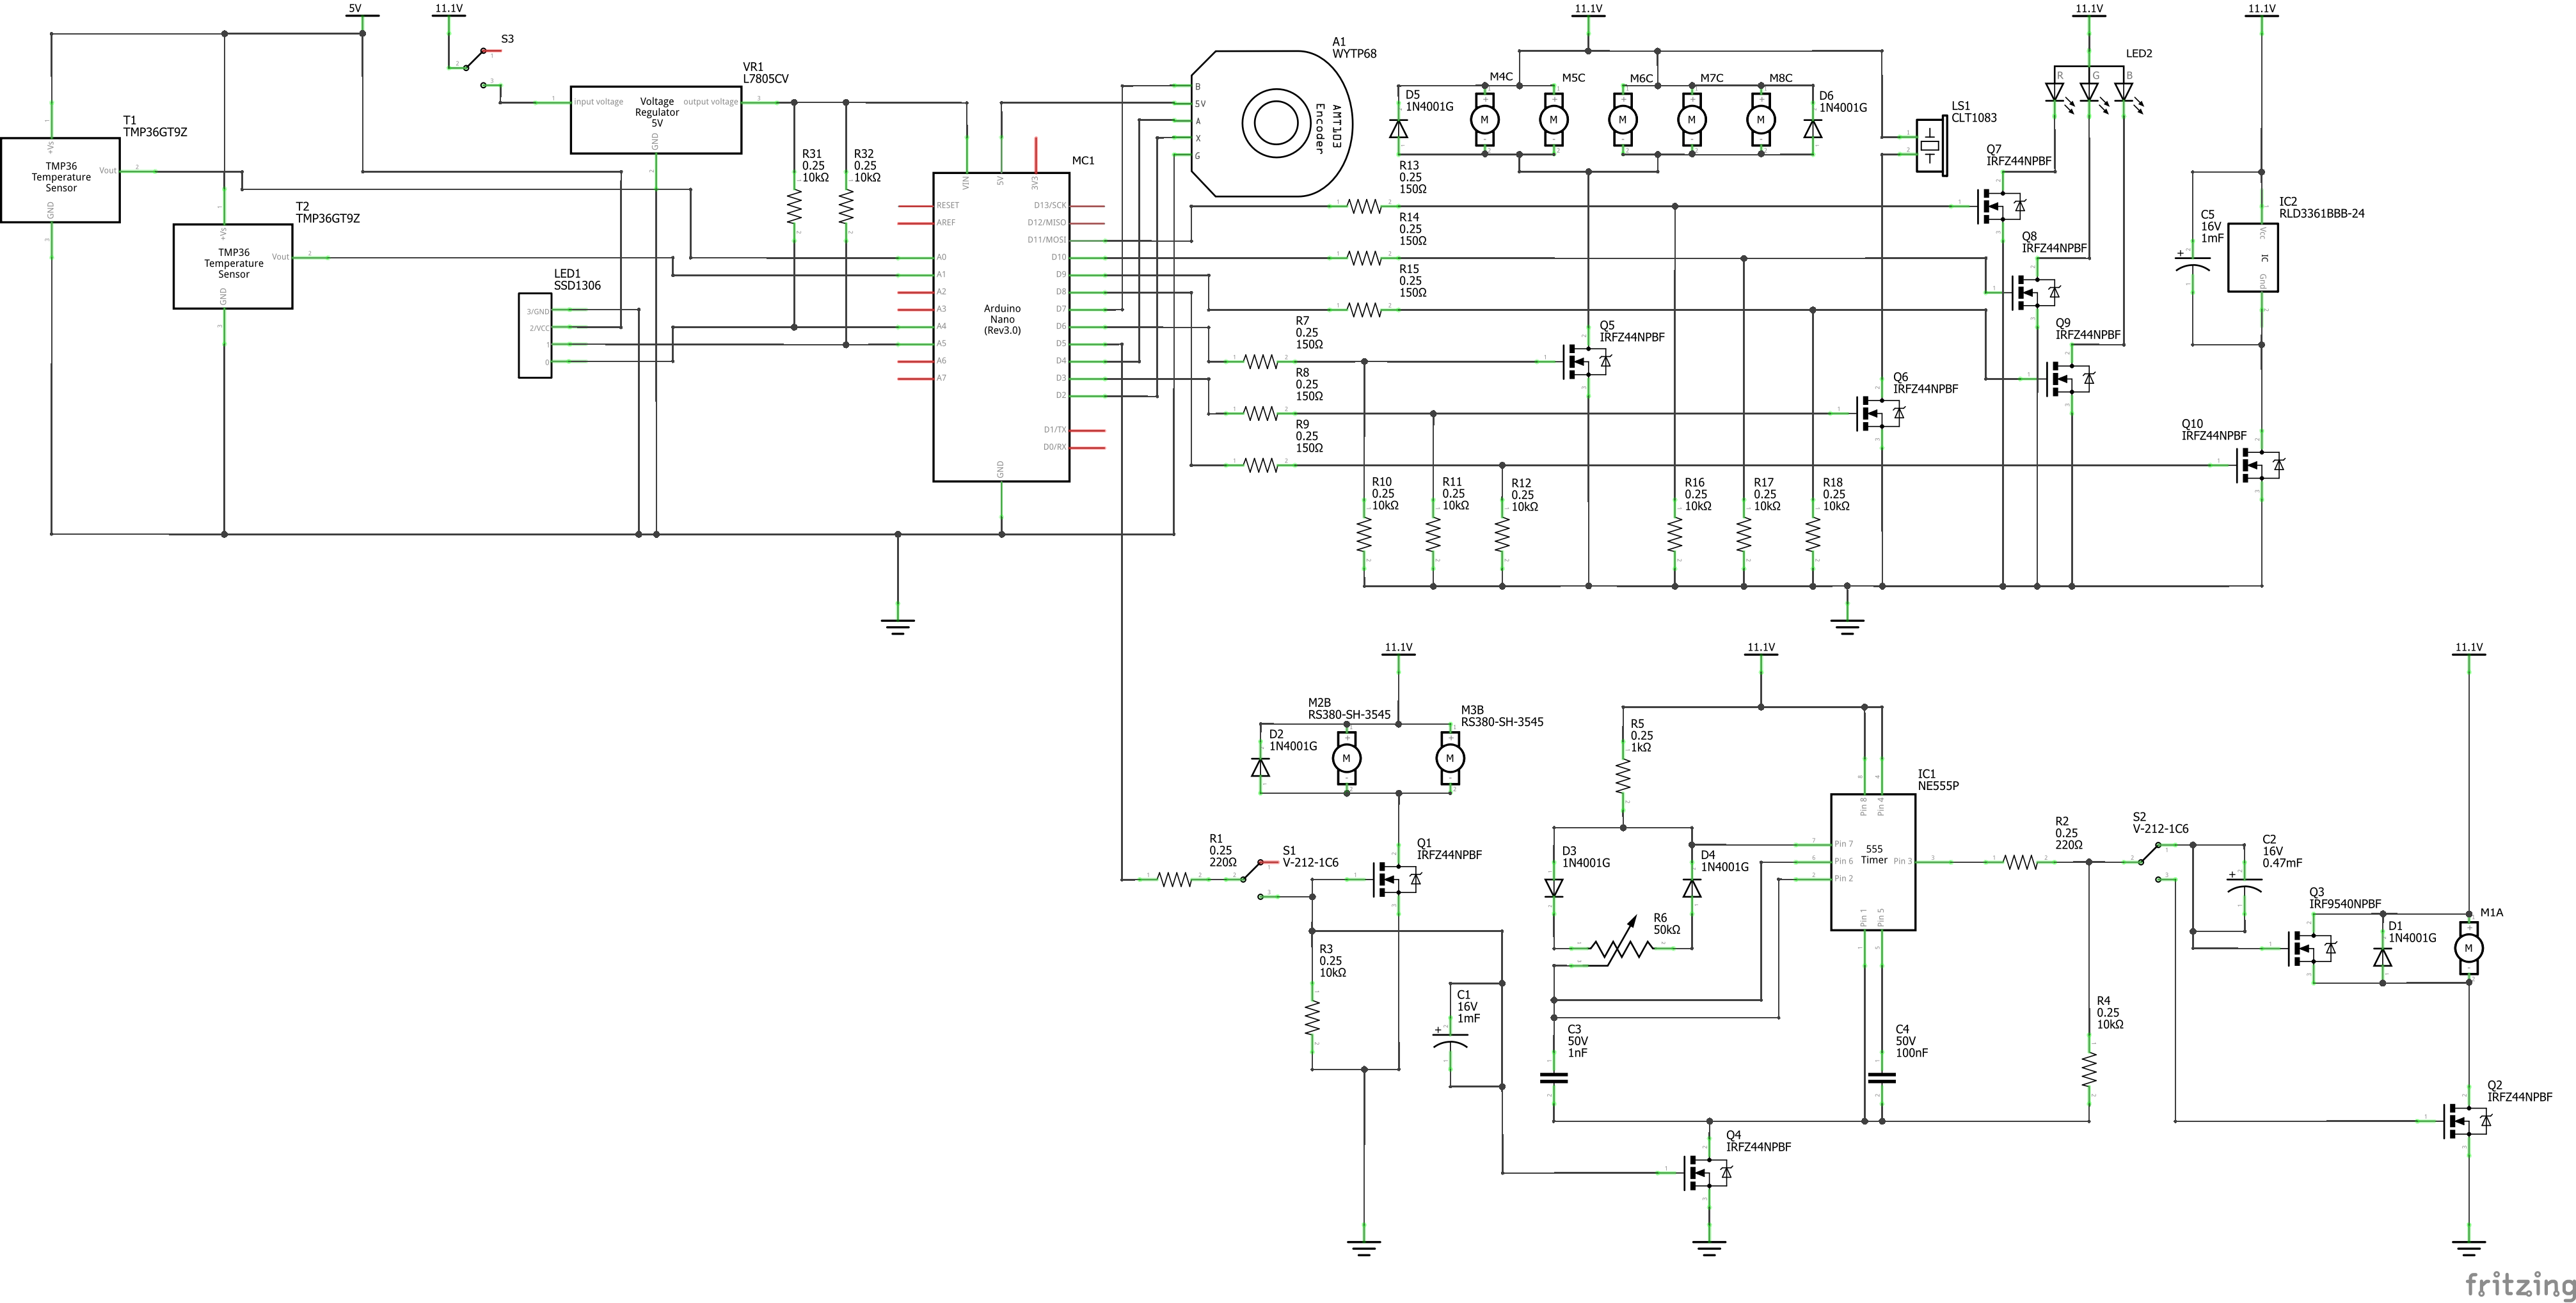 5V
11.1V
S3
VR1
L7805CV
input voltage
Voltage
Regulator
5V
output voltage
GND
T1
TMP36GT9Z
+Vs
TMP36
Temperature
Sensor
Vout
GND
T2
TMP36GT9Z
+Vs
TMP36
Temperature
Sensor
Vout
GND
LED1
SSD1306
3/GND
2/VCC
1
0
R31
0.25
10kΩ
R32
0.25
10kΩ
MC1
VIN
5V
3V3
RESET
AREF
A0
A1
A2
A3
A4
A5
A6
A7
Arduino
Nano
(Rev3.0)
D13/SCK
D12/MISO
D11/MOSI
D10
D9
D8
D7
D6
D5
D4
D3
D2
D1/TX
D0/RX
GND
A1
WYTP68
B
5V
A
X
G
AMT103
Encoder
11.1V
D5
1N4001G
M4C
M
M5C
M
M6C
M
M7C
M
M8C
M
D6
1N4001G
LS1
CLT1083
11.1V
LED2
R
G
B
11.1V
R13
0.25
150Ω
R14
0.25
150Ω
R15
0.25
150Ω
R7
0.25
150Ω
R8
0.25
150Ω
R9
0.25
150Ω
Q7
IRFZ44NPBF
Q8
IRFZ44NPBF
Q9
IRFZ44NPBF
Q5
IRFZ44NPBF
Q6
IRFZ44NPBF
Q10
IRFZ44NPBF
C5
16V
1mF
IC2
RLD3361BBB-24
Vcc
IC
Gnd
R10
0.25
10kΩ
R11
0.25
10kΩ
R12
0.25
10kΩ
R16
0.25
10kΩ
R17
0.25
10kΩ
R18
0.25
10kΩ
11.1V
M2B
RS380-SH-3545
M
M3B
RS380-SH-3545
M
D2
1N4001G
R1
0.25
220Ω
S1
V-212-1C6
Q1
IRFZ44NPBF
R3
0.25
10kΩ
C1
16V
1mF
11.1V
R5
0.25
1kΩ
D3
1N4001G
D4
1N4001G
R6
50kΩ
C3
50V
1nF
C4
50V
100nF
IC1
NE555P
Pin 8
Pin 4
Pin 7
Pin 6
Pin 2
555
Timer
Pin 3
Pin 1
Pin 5
R2
0.25
220Ω
S2
V-212-1C6
C2
16V
0.47mF
Q3
IRF9540NPBF
D1
1N4001G
11.1V
M1A
M
R4
0.25
10kΩ
Q4
IRFZ44NPBF
Q2
IRFZ44NPBF
fritzing